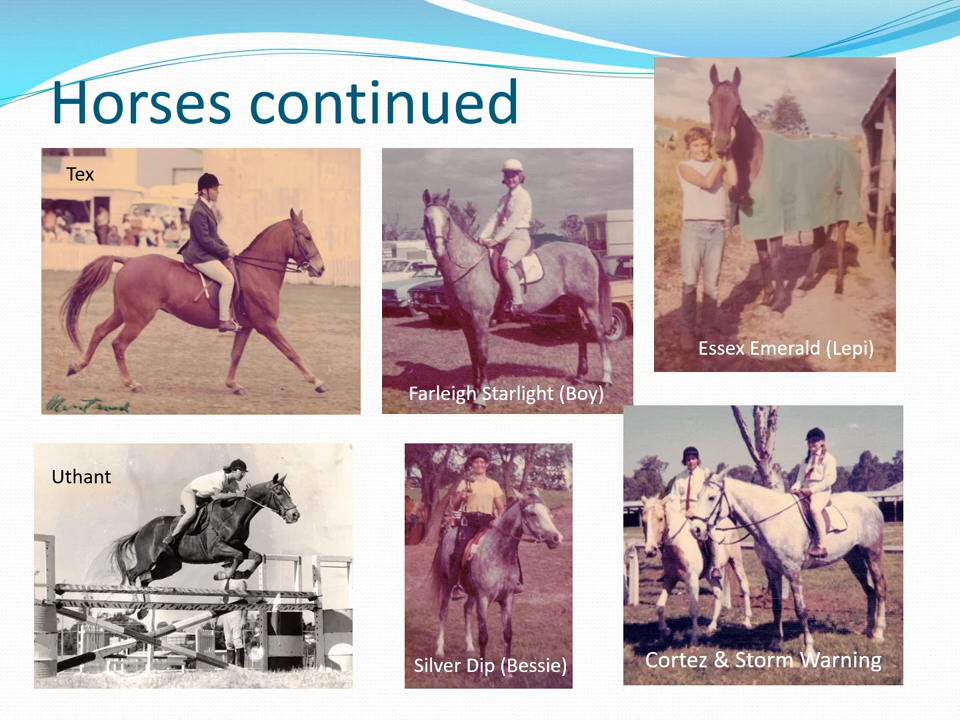 Horses continued
Tex
Farleigh Starlight (Boy)
Essex Emerald (Lepi)
Uthant
Silver Dip (Bessie)
Cortez & Storm Warning